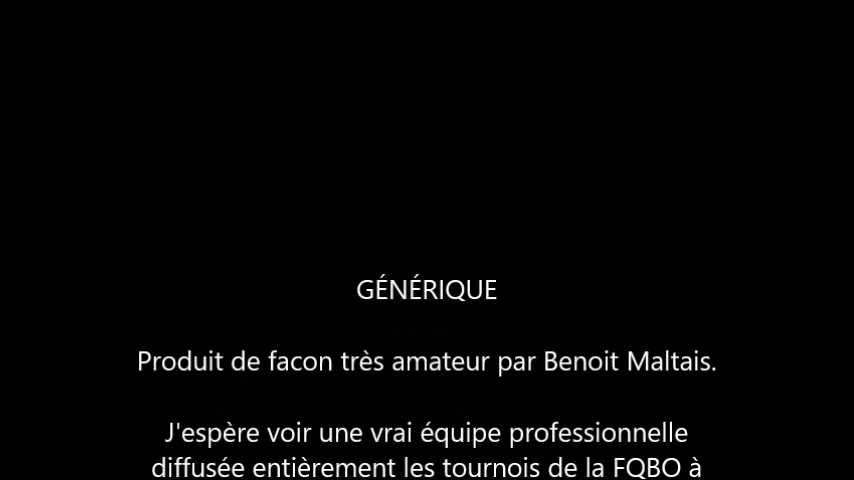 GÉNÉRIQUE
Produit de facon très amateur par Benoit Maltais.
J'espère voir une vrai équipe professionnelle
diffusée entièrement les tournois de la FQBO à